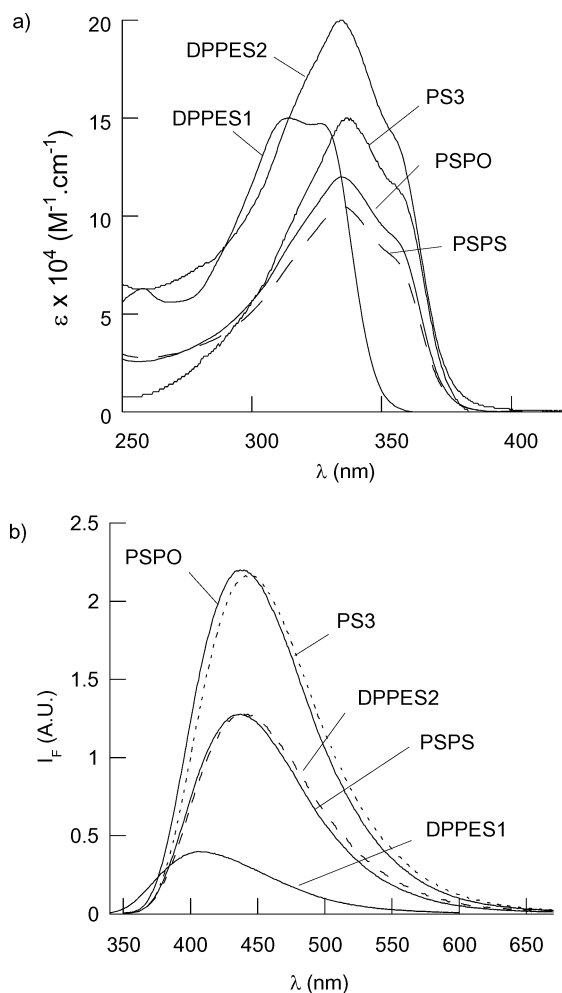 a)
20
15
10
5
0
ε x 10⁴ (M⁻¹.cm⁻¹)
DPPES2
DPPES1
PS3
PSPO
PSPS
250 300 350 400
λ (nm)
b)
2.5
2
1.5
1
0.5
0
I_F (A.U.)
PSPO
PS3
DPPES2
PSPS
DPPES1
350 400 450 500 550 600 650
λ (nm)